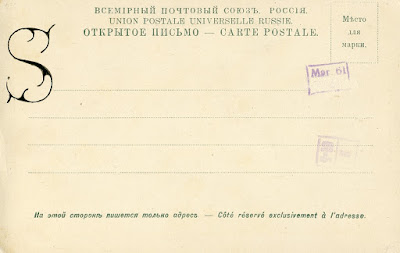 ВСЕМІРНЫЙ ПОЧТОВЫЙ СОЮЗЪ. РОССІЯ.
UNION POSTALE UNIVERSELLE RUSSIE.
ОТКРЫТОЕ ПИСЬМО — CARTE POSTALE.
Мѣсто
для
марки.
S
Mar. 61
На этой сторонѣ пишется только адресъ. — Côté réservé exclusivement à l'adresse.